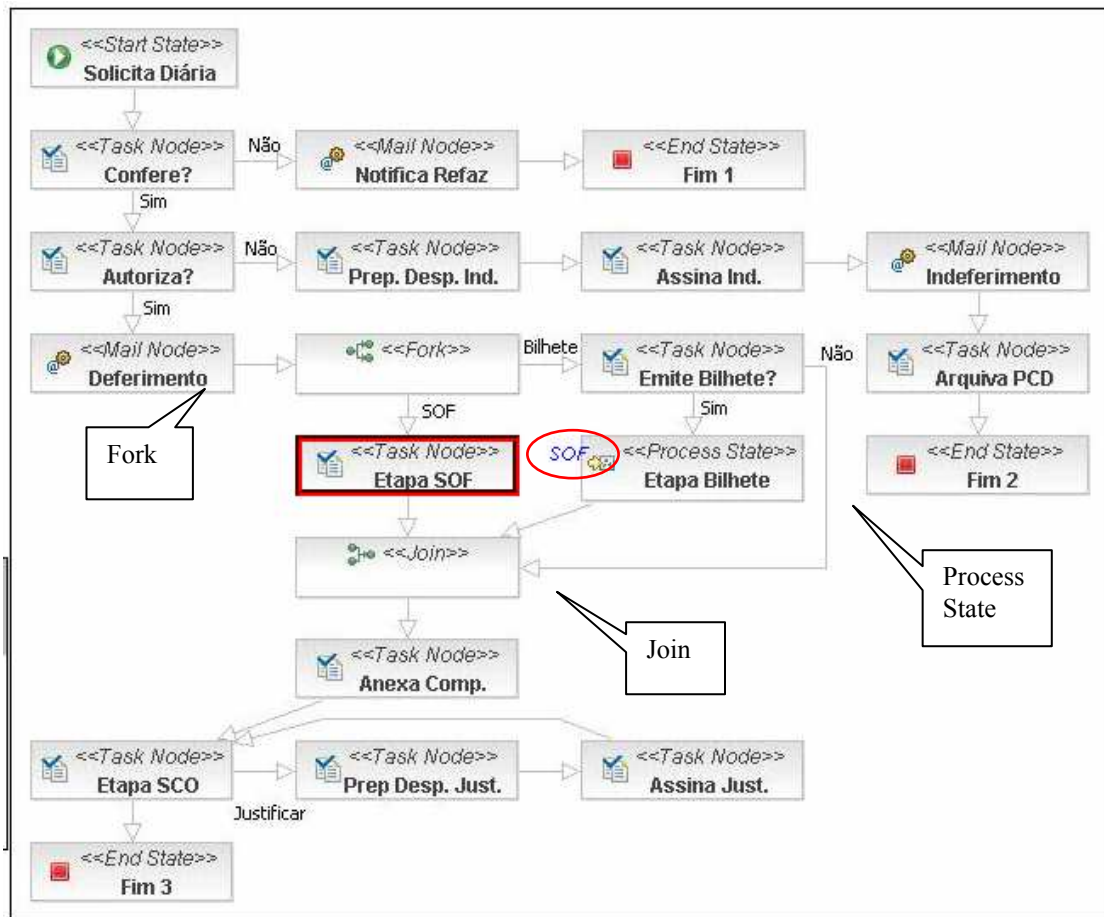 <<Start State>>
Solicita Diária
<<Task Node>>
Confere?
Não
<<Mail Node>>
Notifica Refaz
<<End State>>
Fim 1
Sim
<<Task Node>>
Autoriza?
Não
<<Task Node>>
Prep. Desp. Ind.
<<Task Node>>
Assina Ind.
<<Mail Node>>
Indeferimento
Sim
<<Mail Node>>
Deferimento
<<Fork>>
Bilhete
<<Task Node>>
Emite Bilhete?
Não
<<Task Node>>
Arquiva PCD
Fork
SOF
Sim
<<Task Node>>
Etapa SOF
SOF
<<Process State>>
Etapa Bilhete
<<End State>>
Fim 2
<<Join>>
Process
State
Join
<<Task Node>>
Anexa Comp.
<<Task Node>>
Etapa SCO
Justificar
<<Task Node>>
Prep Desp. Just.
<<Task Node>>
Assina Just.
<<End State>>
Fim 3